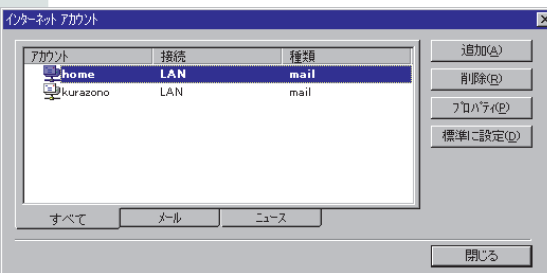 インターネット アカウント
アカウント 接続 種類
home LAN mail
kurazono LAN mail
追加(A)
削除(R)
プロパティ(P)
標準に設定(D)
すべて メール ニュース
閉じる